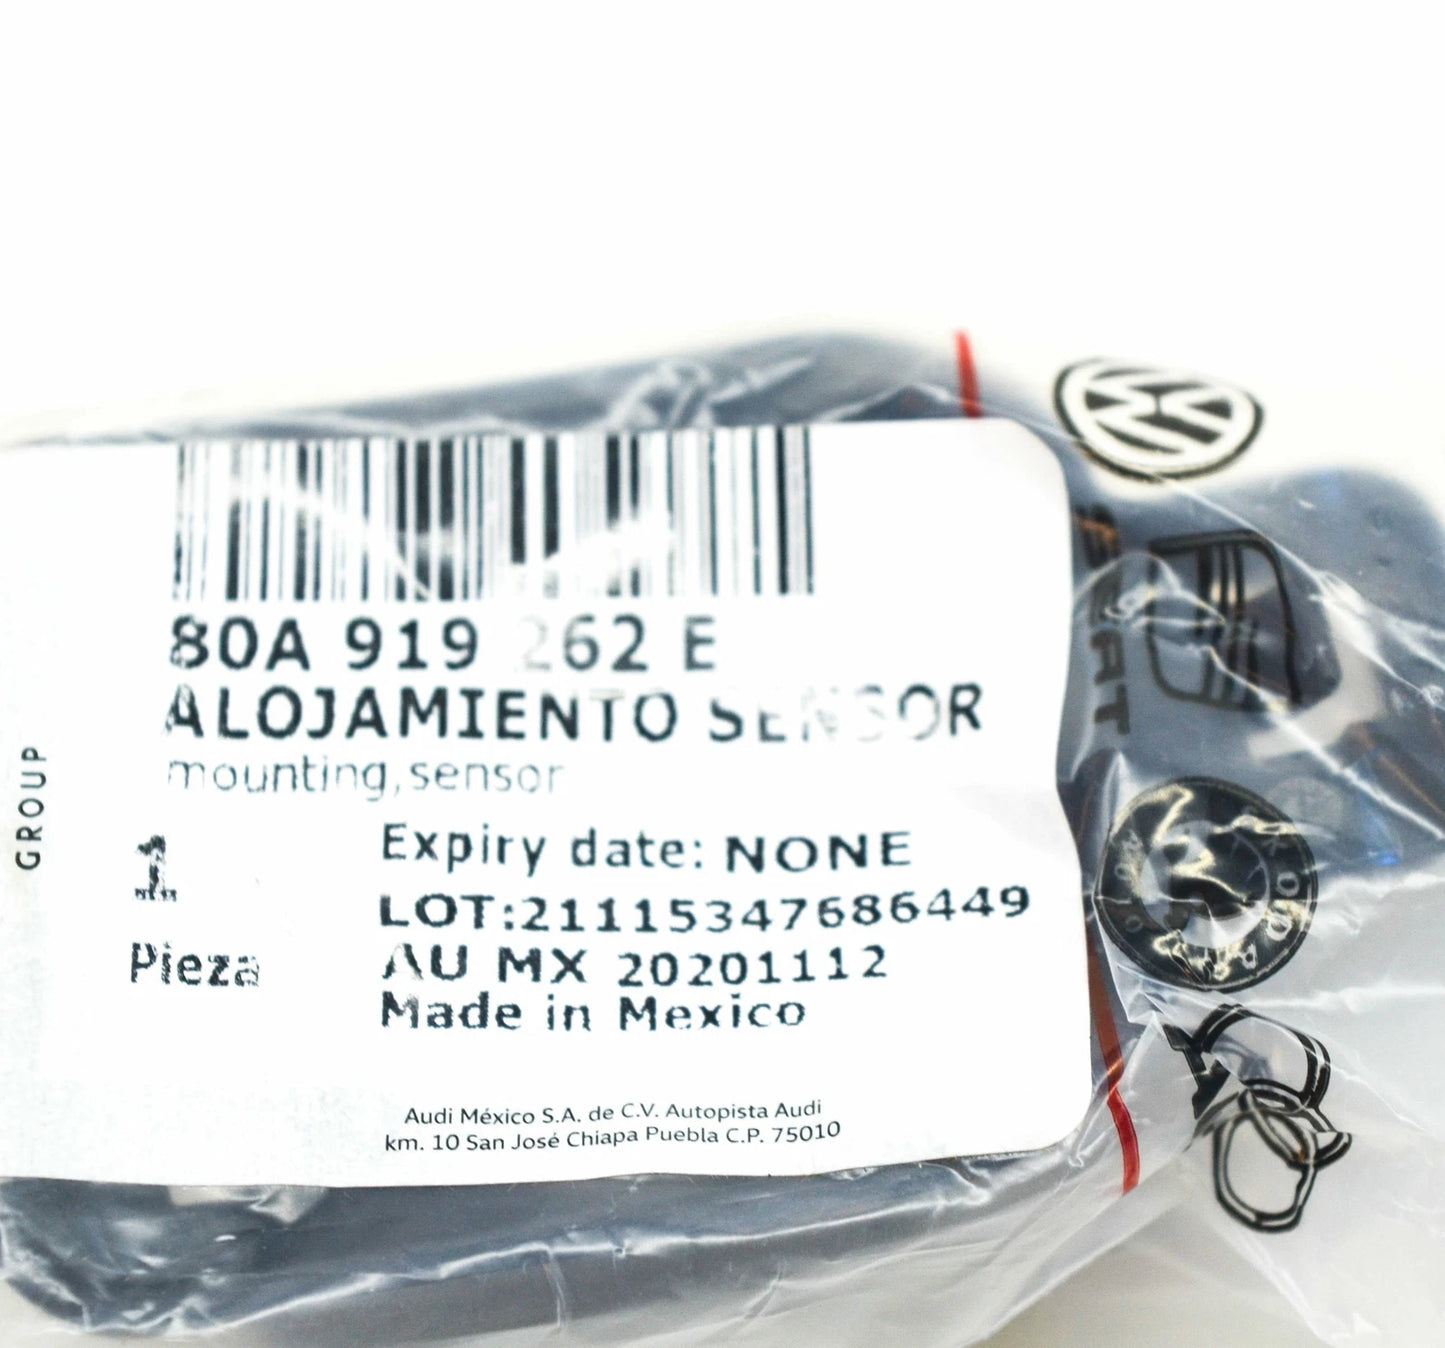 80A 919 262 E
ALOJAMIENTO SENSOR
mounting,sensor
GROUP
1
Pieza
Expiry date: NONE
LOT:21115347686449
AU MX 20201112
Made in Mexico
Audi México S.A. de C.V. Autopista Audi
km. 10 San José Chiapa Puebla C.P. 75010
SEAT